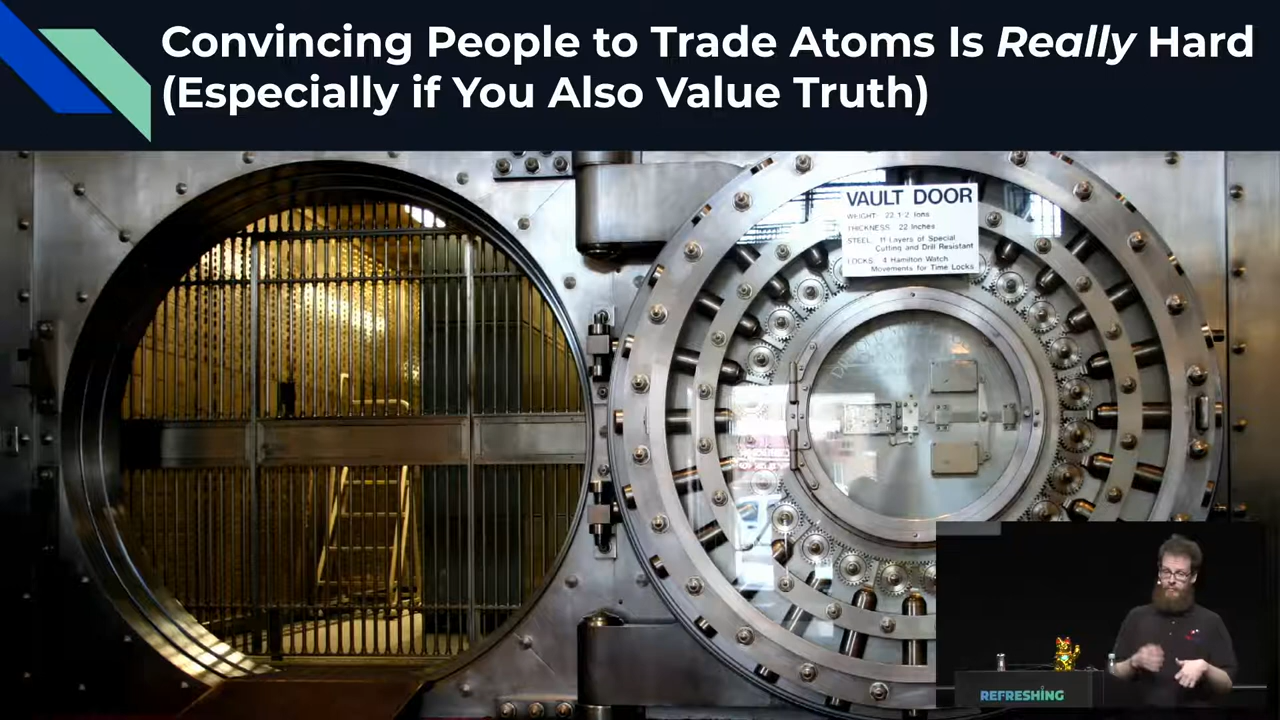 Convincing People to Trade Atoms Is Really Hard
(Especially if You Also Value Truth)
VAULT DOOR
WEIGHT: 22 1-2 Tons
THICKNESS: 22 Inches
STEEL: 11 Layers of Special
Cutting and Drill Resistant
LOCKS: 4 Hamilton Watch
Movements for Time Locks
REFRESHING